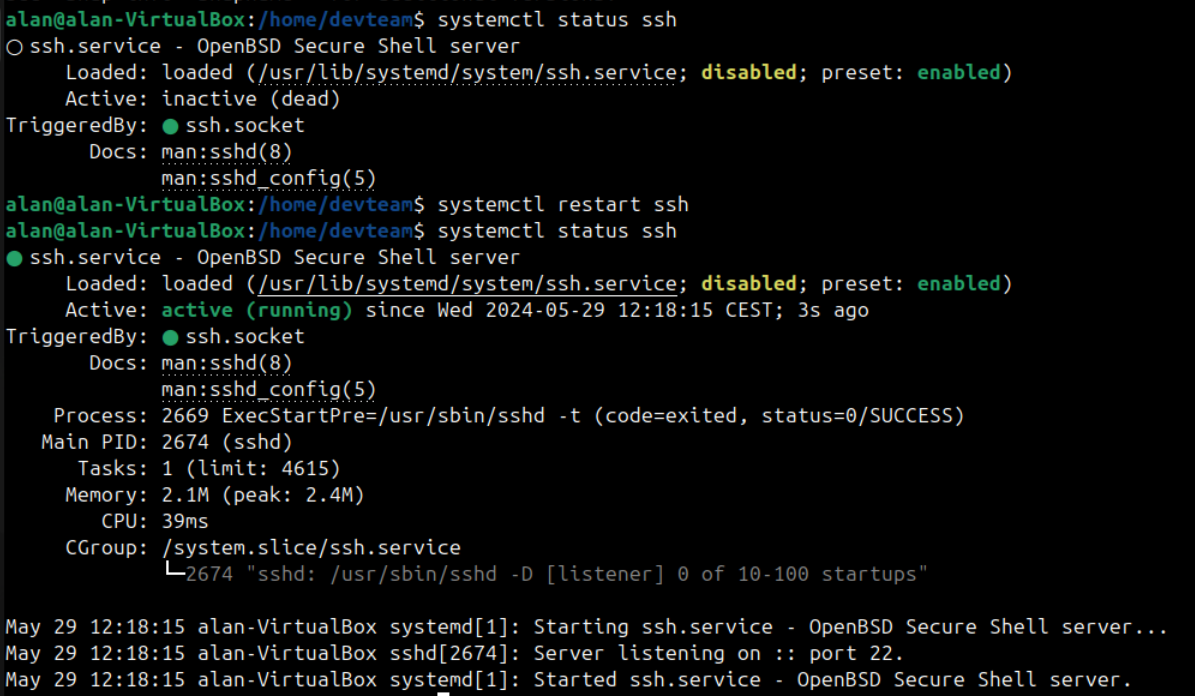 alan@alan-VirtualBox:/home/devteam$ systemctl status ssh
○ ssh.service - OpenBSD Secure Shell server
     Loaded: loaded (/usr/lib/systemd/system/ssh.service; disabled; preset: enabled)
     Active: inactive (dead)
TriggeredBy: ● ssh.socket
       Docs: man:sshd(8)
             man:sshd_config(5)
alan@alan-VirtualBox:/home/devteam$ systemctl restart ssh
alan@alan-VirtualBox:/home/devteam$ systemctl status ssh
● ssh.service - OpenBSD Secure Shell server
     Loaded: loaded (/usr/lib/systemd/system/ssh.service; disabled; preset: enabled)
     Active: active (running) since Wed 2024-05-29 12:18:15 CEST; 3s ago
TriggeredBy: ● ssh.socket
       Docs: man:sshd(8)
             man:sshd_config(5)
    Process: 2669 ExecStartPre=/usr/sbin/sshd -t (code=exited, status=0/SUCCESS)
   Main PID: 2674 (sshd)
      Tasks: 1 (limit: 4615)
     Memory: 2.1M (peak: 2.4M)
        CPU: 39ms
     CGroup: /system.slice/ssh.service
             └─2674 "sshd: /usr/sbin/sshd -D [listener] 0 of 10-100 startups"
May 29 12:18:15 alan-VirtualBox systemd[1]: Starting ssh.service - OpenBSD Secure Shell server...
May 29 12:18:15 alan-VirtualBox sshd[2674]: Server listening on :: port 22.
May 29 12:18:15 alan-VirtualBox systemd[1]: Started ssh.service - OpenBSD Secure Shell server.